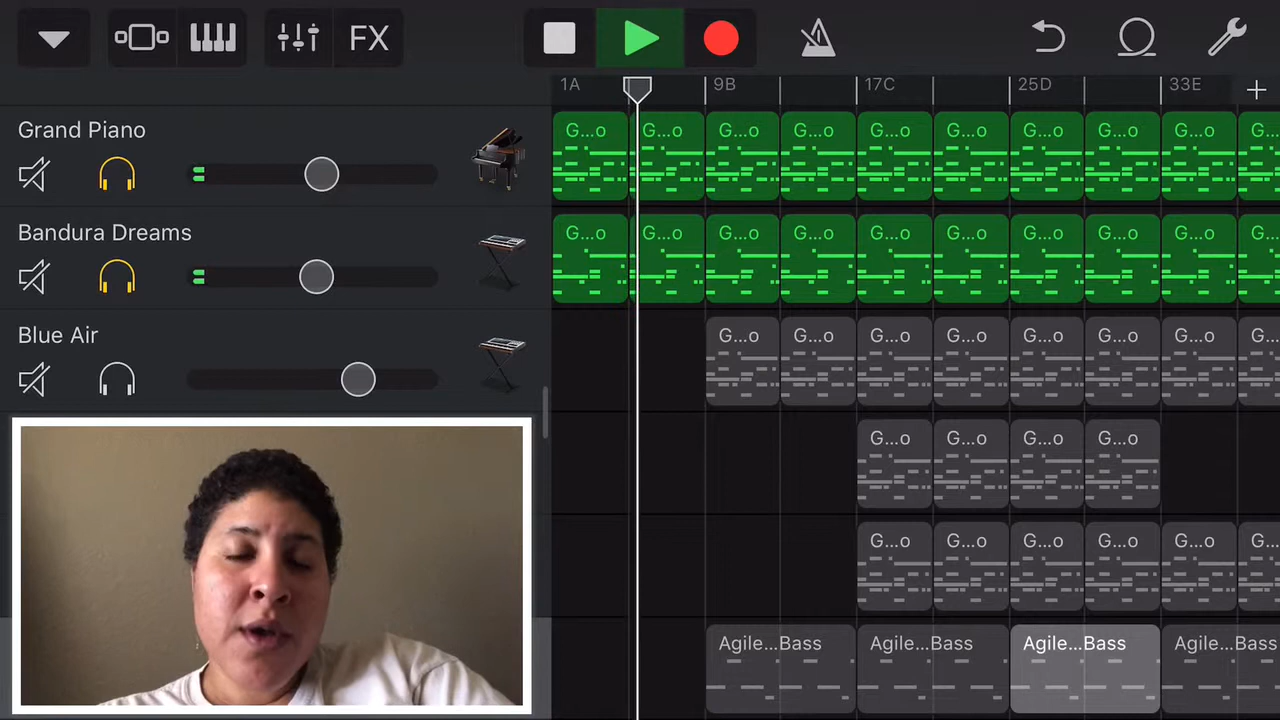 FX
1A 9B 17C 25D 33E
Grand Piano
G...o G...o G...o G...o G...o G...o G...o G...o G...o G...
Bandura Dreams
G...o G...o G...o G...o G...o G...o G...o G...o G...o G...
Blue Air
G...o G...o G...o G...o G...o G...o G...o G...
G...o G...o G...o G...o
G...o G...o G...o G...o G...o G...
Agile...Bass Agile...Bass Agile...Bass Agile...Bass